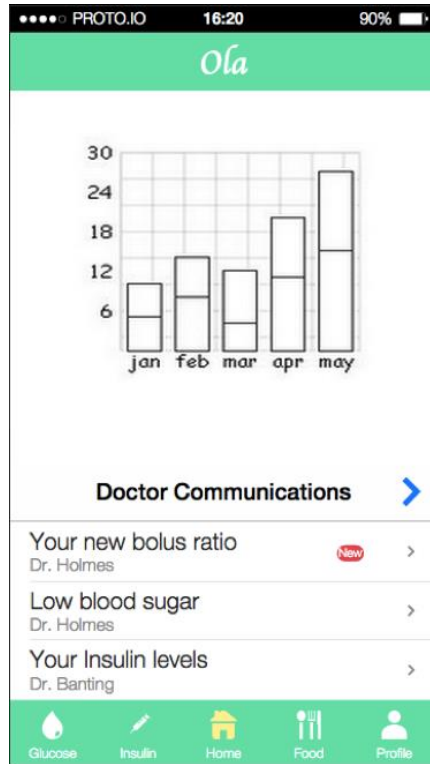 PROTO.IO 16:20 90%
Ola
30
24
18
12
6
jan feb mar apr may
Doctor Communications
Your new bolus ratio
New
Dr. Holmes
Low blood sugar
Dr. Holmes
Your Insulin levels
Dr. Banting
Glucose Insulin Home Food Profile